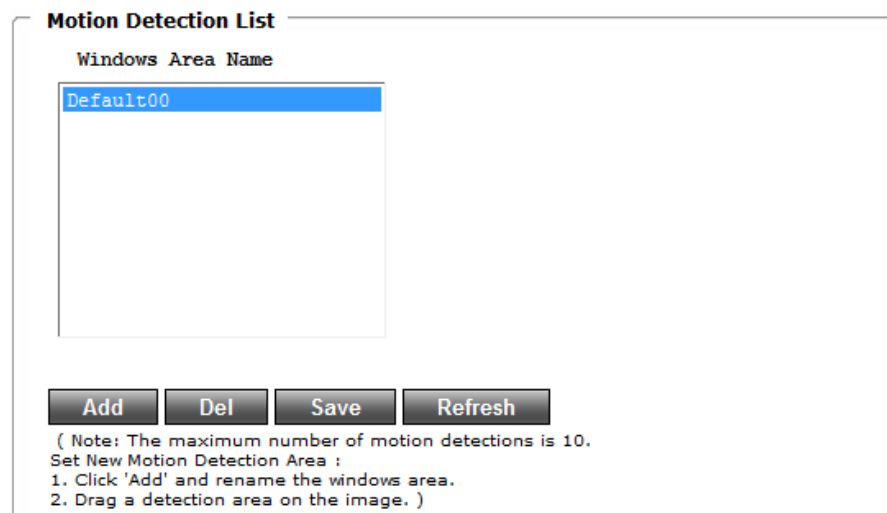 Motion Detection List
Windows Area Name
Default00
Add Del Save Refresh
( Note: The maximum number of motion detections is 10.
Set New Motion Detection Area :
1. Click 'Add' and rename the windows area.
2. Drag a detection area on the image. )